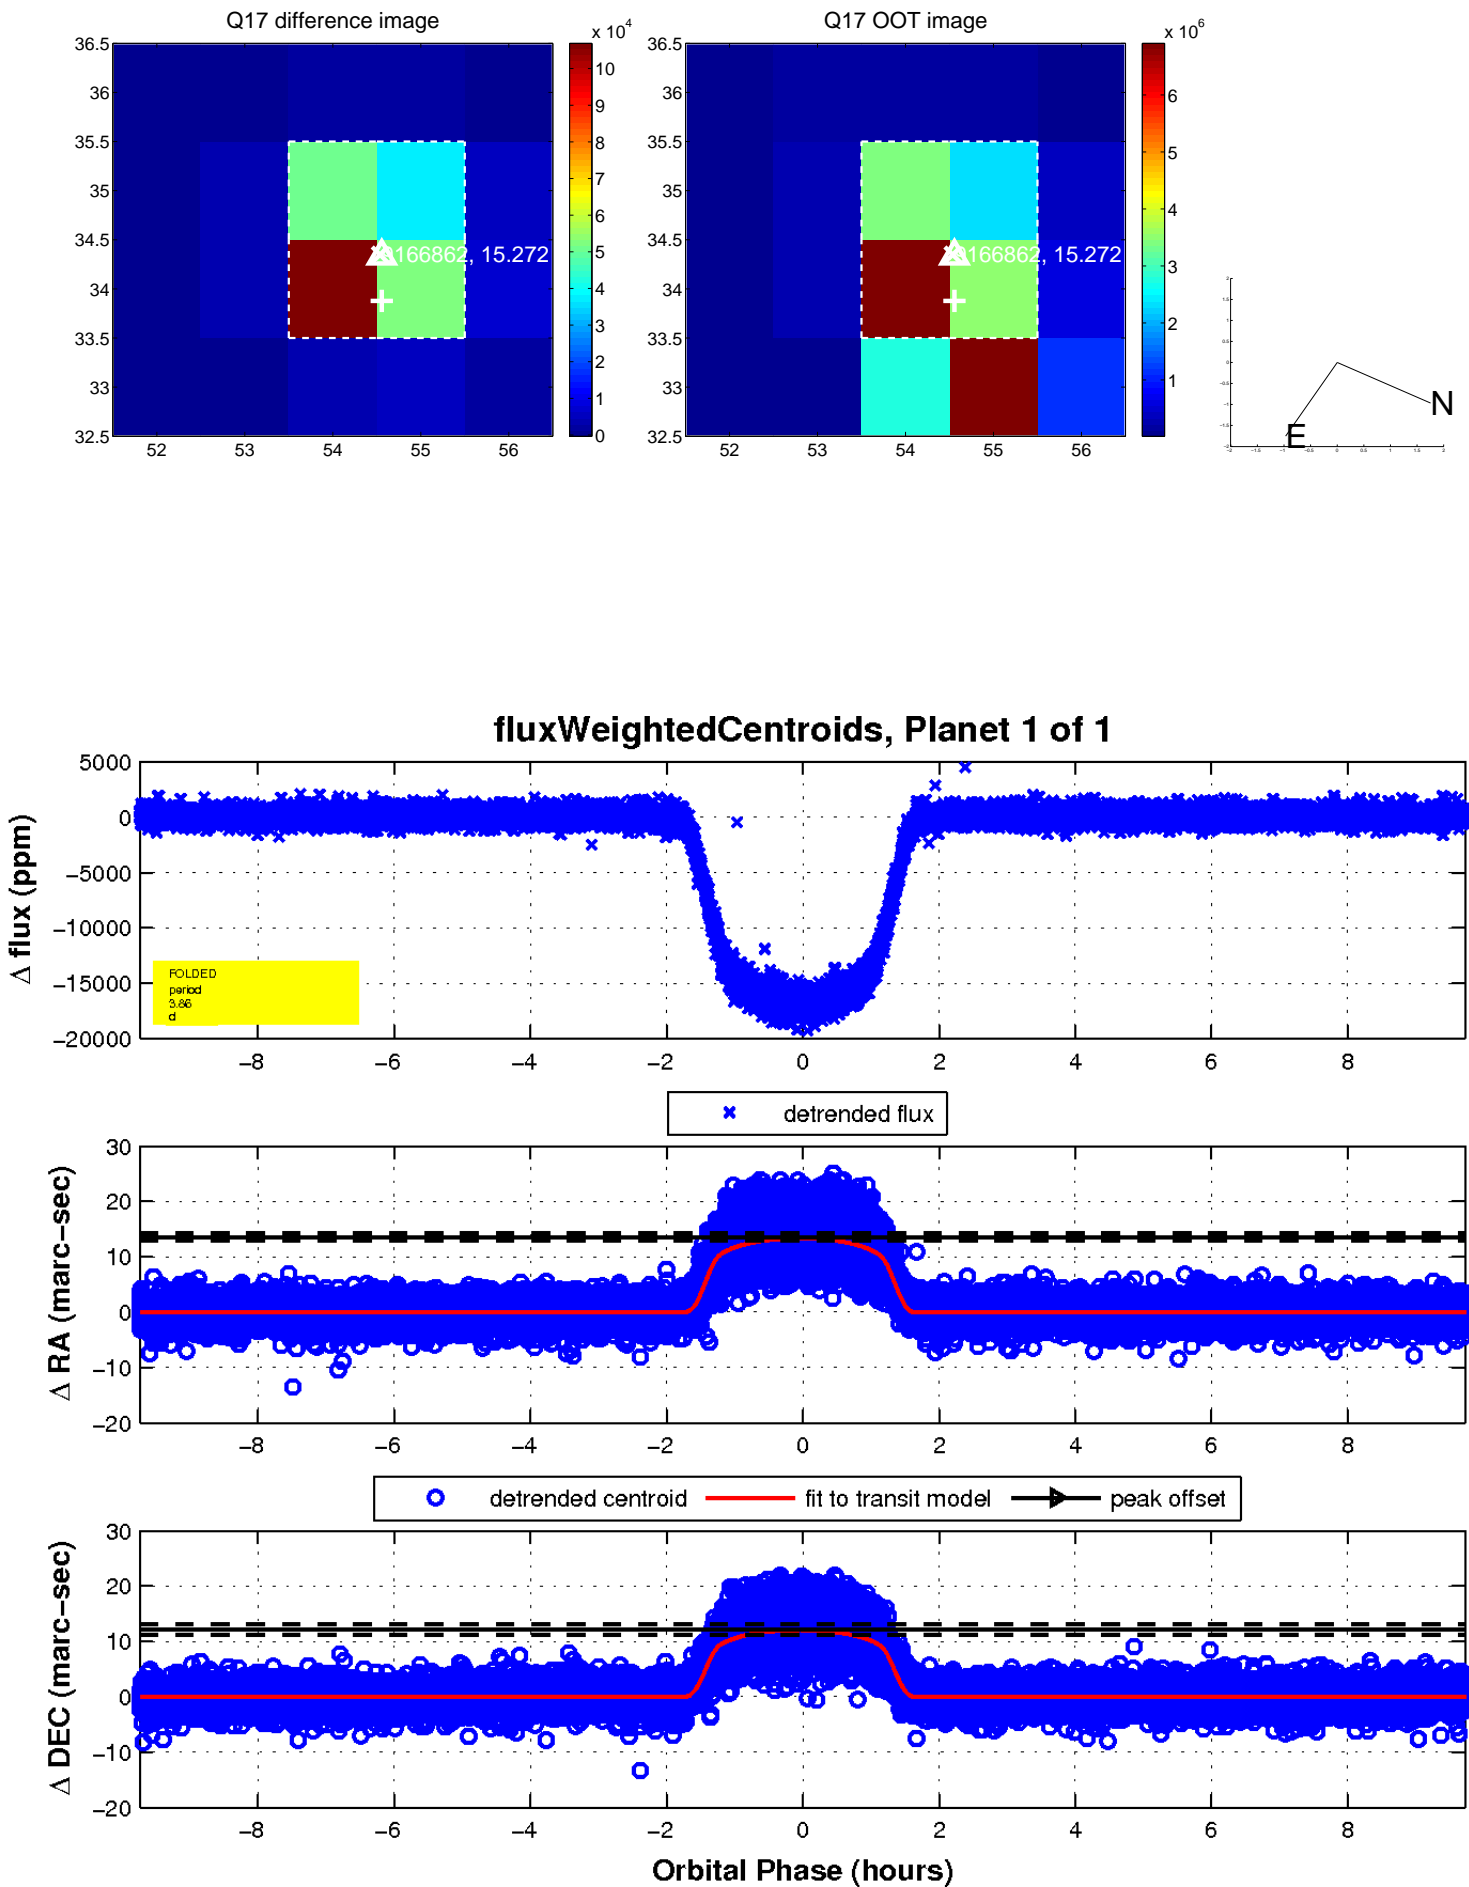 Q17 difference image
Q17 OOT image
x 10^4
x 10^6
36.5
36
35.5
35
34.5
34
33.5
33
32.5
52 53 54 55 56
10
9
8
7
6
5
4
3
2
1
0
166862, 15.272
36.5
36
35.5
35
34.5
34
33.5
33
32.5
52 53 54 55 56
6
5
4
3
2
1
166862, 15.272
N
E
fluxWeightedCentroids, Planet 1 of 1
Δ flux (ppm)
5000
0
−5000
−10000
−15000
−20000
FOLDED
period
3.86
d
−8 −6 −4 −2 0 2 4 6 8
detrended flux
Δ RA (marc−sec)
30
20
10
0
−10
−20
−8 −6 −4 −2 0 2 4 6 8
detrended centroid fit to transit model peak offset
Δ DEC (marc−sec)
30
20
10
0
−10
−20
−8 −6 −4 −2 0 2 4 6 8
Orbital Phase (hours)